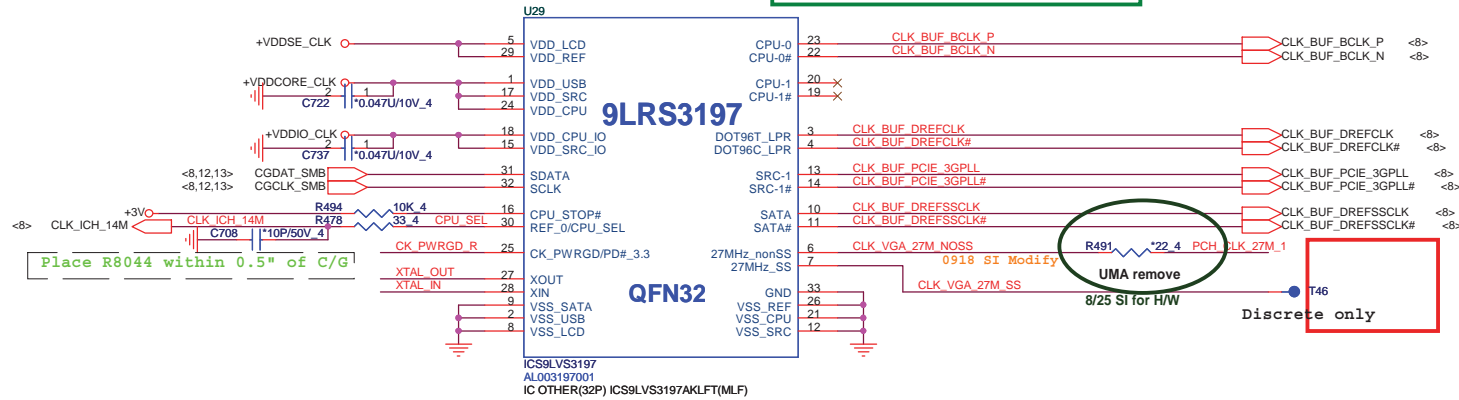 U29
+VDDSE_CLK 5 VDD_LCD CPU-0 23 CLK_BUF_BCLK_P CLK_BUF_BCLK_P <8>
29 VDD_REF CPU-0# 22 CLK_BUF_BCLK_N CLK_BUF_BCLK_N <8>
+VDDCORE_CLK 1 VDD_USB CPU-1 20
2 1 17 VDD_SRC CPU-1# 19
C722 *0.047U/10V_4 24 VDD_CPU
9LRS3197
+VDDIO_CLK 18 VDD_CPU_IO DOT96T_LPR 3 CLK_BUF_DREFCLK CLK_BUF_DREFCLK <8>
2 1 15 VDD_SRC_IO DOT96C_LPR 4 CLK_BUF_DREFCLK# CLK_BUF_DREFCLK# <8>
C737 *0.047U/10V_4
<8,12,13> CGDAT_SMB 31 SDATA SRC-1 13 CLK_BUF_PCIE_3GPLL CLK_BUF_PCIE_3GPLL <8>
<8,12,13> CGCLK_SMB 32 SCLK SRC-1# 14 CLK_BUF_PCIE_3GPLL# CLK_BUF_PCIE_3GPLL# <8>
+3V R494 10K_4 16 CPU_STOP# SATA 10 CLK_BUF_DREFSSCLK CLK_BUF_DREFSSCLK <8>
<8> CLK_ICH_14M CLK_ICH_14M R478 33_4 CPU_SEL 30 REF_0/CPU_SEL SATA# 11 CLK_BUF_DREFSSCLK# CLK_BUF_DREFSSCLK# <8>
C708 *10P/50V_4
CK_PWRGD_R 25 CK_PWRGD/PD#_3.3 27MHz_nonSS 6 CLK_VGA_27M_NOSS R491 *22_4 PCH_CLK_27M_1
Place R8044 within 0.5" of C/G
0918 SI Modify
27MHz_SS 7
UMA remove
XTAL_OUT 27 XOUT
XTAL_IN 28 XIN GND 33 CLK_VGA_27M_SS T46
QFN32
8/25 SI for H/W
9 VSS_SATA VSS_REF 26
2 VSS_USB VSS_CPU 21
Discrete only
8 VSS_LCD VSS_SRC 12
ICS9LVS3197
AL003197001
IC OTHER(32P) ICS9LVS3197AKLFT(MLF)